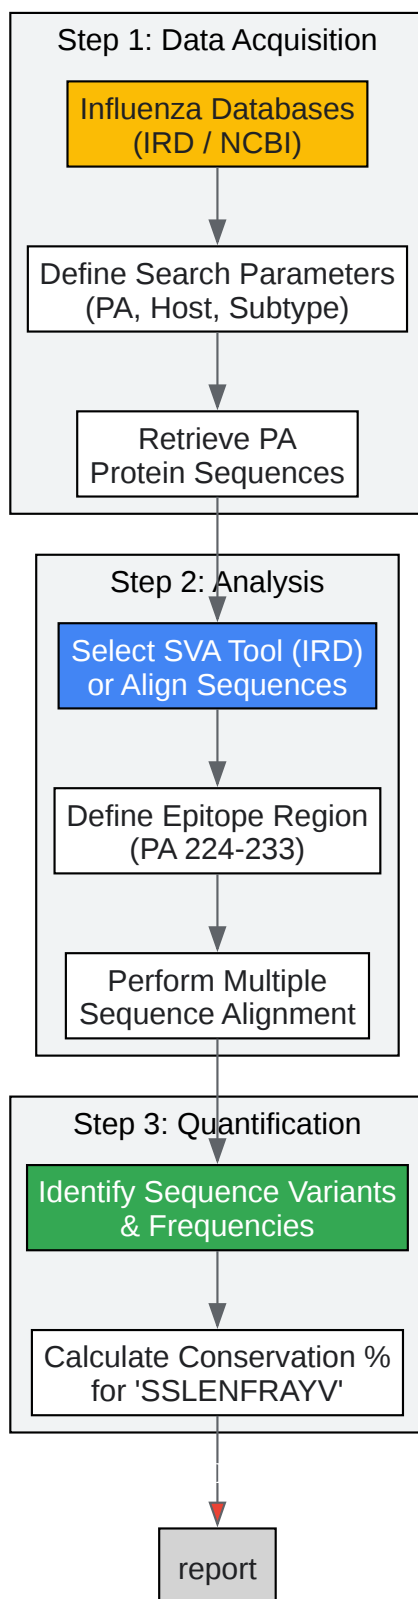 Step 1: Data Acquisition
Influenza Databases
(IRD / NCBI)
Define Search Parameters
(PA, Host, Subtype)
Retrieve PA
Protein Sequences
Step 2: Analysis
Select SVA Tool (IRD)
or Align Sequences
Define Epitope Region
(PA 224-233)
Perform Multiple
Sequence Alignment
Step 3: Quantification
Identify Sequence Variants
& Frequencies
Calculate Conservation %
for 'SSLENFRAYV'
report